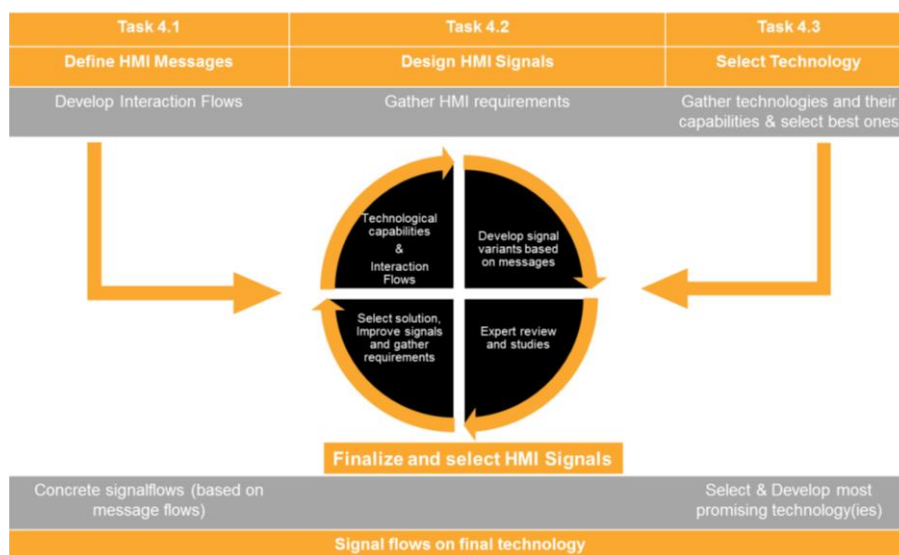 Task 4.1
Task 4.2
Task 4.3
Define HMI Messages
Design HMI Signals
Select Technology
Develop Interaction Flows
Gather HMI requirements
Gather technologies and their
capabilities & select best ones
Technological
capabilities
&
Interaction
Flows
Develop signal
variants based
on messages
Select solution,
Improve signals
and gather
requirements
Expert review
and studies
Finalize and select HMI Signals
Concrete signalflows (based on
message flows)
Select & Develop most
promising technology(ies)
Signal flows on final technology